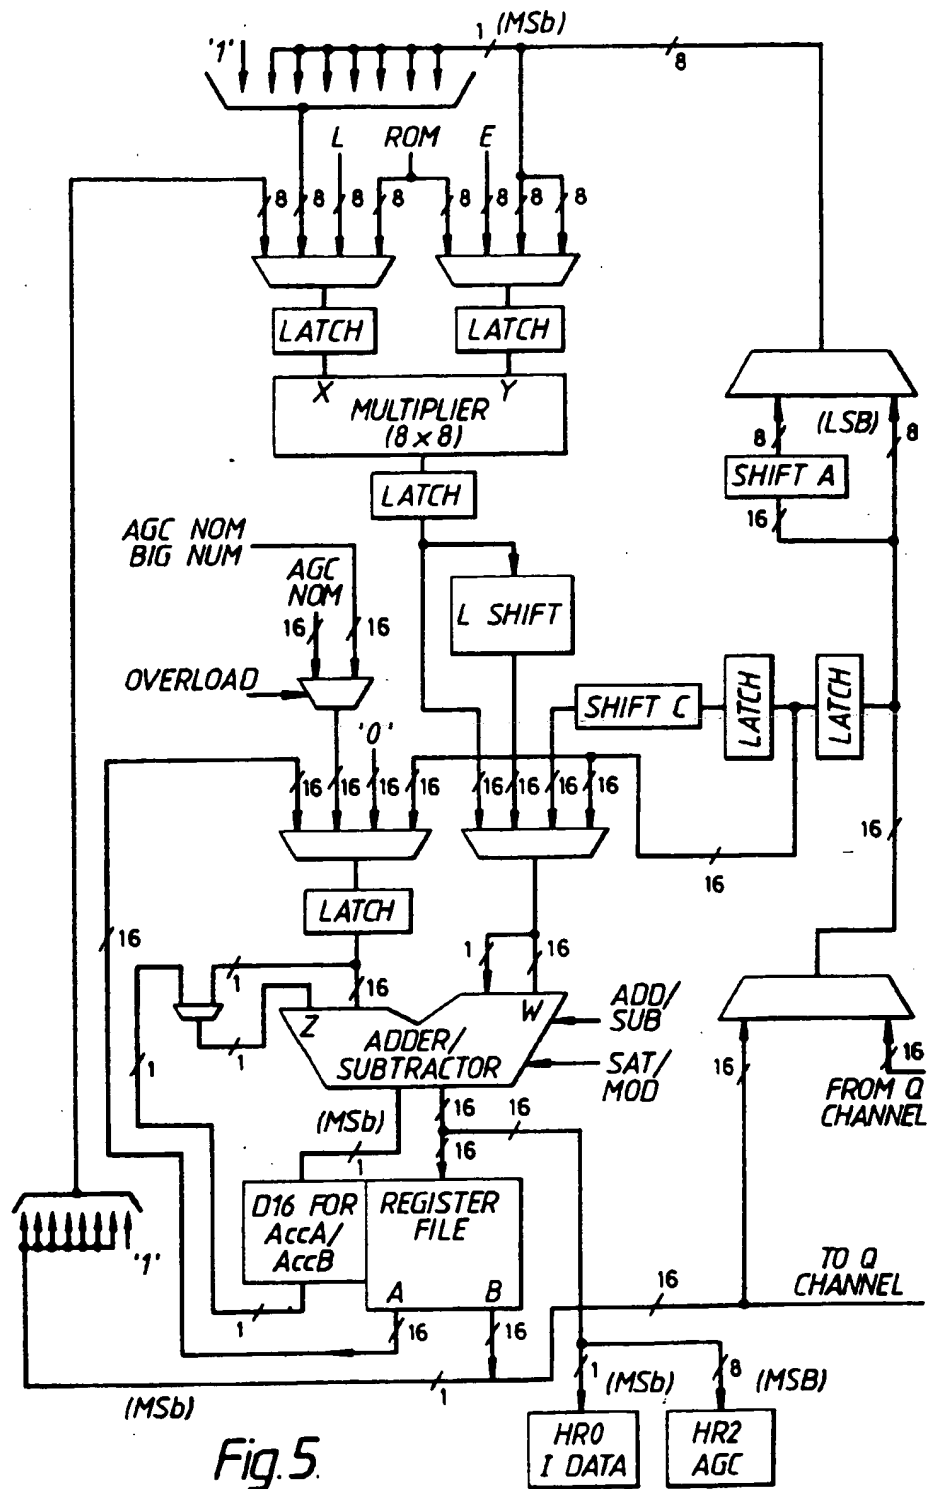 1 (MSb)
'1'
8
L ROM E
8 8 8 8 8 8 8 8
LATCH LATCH
X Y
MULTIPLIER
(8 x 8)
LATCH
(LSB)
8 8
SHIFT A
16
AGC NOM
BIG NUM
AGC
NOM
16 16
L SHIFT
OVERLOAD
SHIFT C
LATCH
LATCH
'0'
16 16 16 16 16 16 16 16
16
16
LATCH
16
1 16
1 16
Z W
ADD/
SUB
ADDER/
SUBTRACTOR
SAT/
MOD
1 1
16 16
FROM Q
CHANNEL
(MSb)
1
16 16
16
D16 FOR
AccA/
AccB
REGISTER
FILE
A B
'1'
TO Q
CHANNEL
16
1
16 16
(MSb)
1
1 (MSb)
8 (MSB)
HR0
I DATA
HR2
AGC
Fig.5.